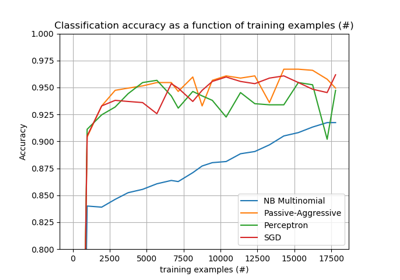 Classification accuracy as a function of training examples (#)
1.000
0.975
0.950
0.925
0.900
0.875
0.850
0.825
0.800
Accuracy
0 2500 5000 7500 10000 12500 15000 17500
training examples (#)
NB Multinomial
Passive-Aggressive
Perceptron
SGD